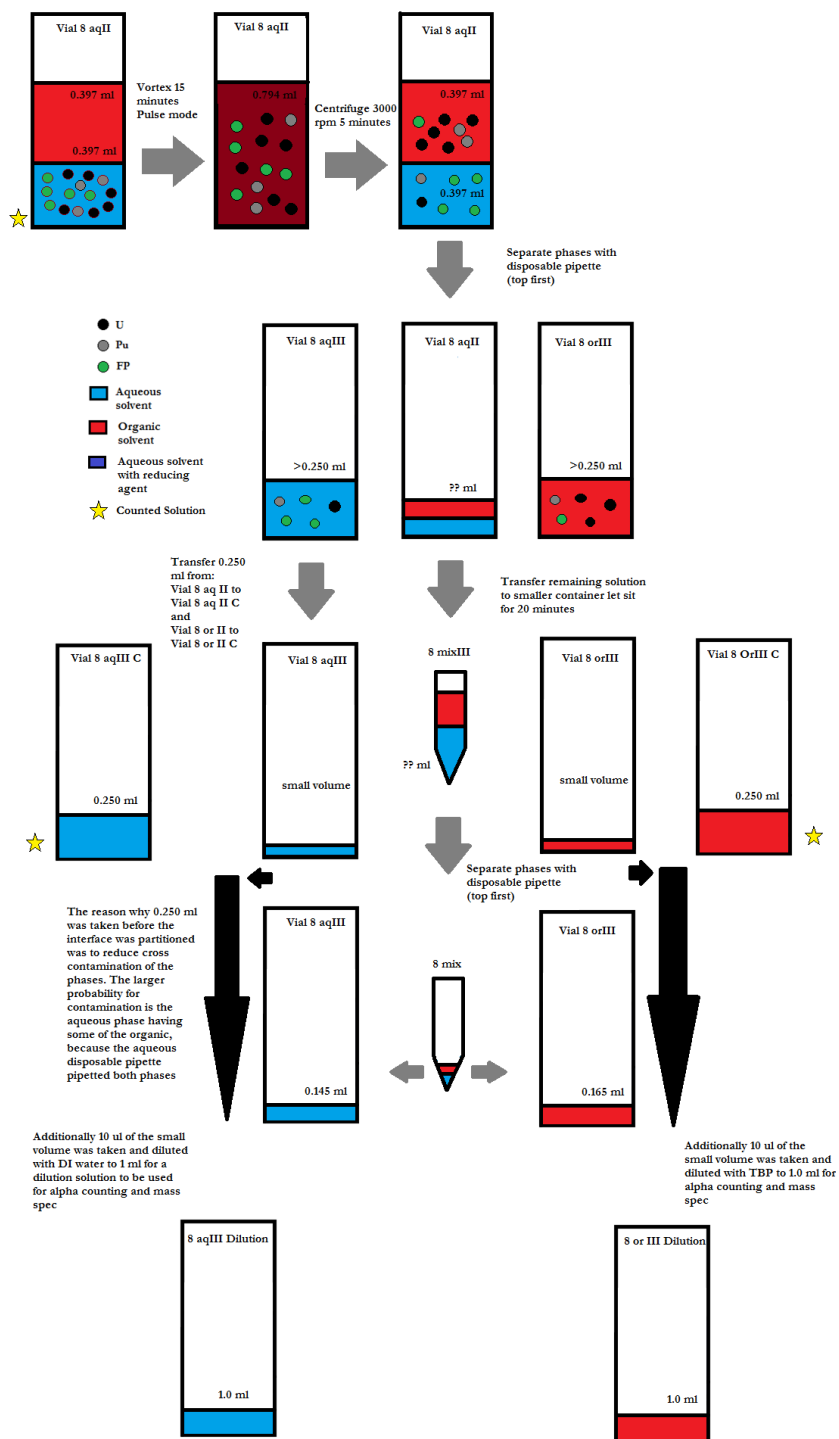 Vial 8 aqII
0.397 ml
0.397 ml
Vortex 15
minutes
Pulse mode
Vial 8 aqII
0.794 ml
Centrifuge 3000
rpm 5 minutes
Vial 8 aqII
0.397 ml
0.397 ml
Separate phases with
disposable pipette
(top first)
U
Pu
FP
Aqueous
solvent
Organic
solvent
Aqueous solvent
with reducing
agent
Counted Solution
Vial 8 aqIII
>0.250 ml
Vial 8 aqII
?? ml
Vial 8 orIII
>0.250 ml
Transfer 0.250
ml from:
Vial 8 aq II to
Vial 8 aq II C
and
Vial 8 or II to
Vial 8 or II C
Transfer remaining solution
to smaller container let sit
for 20 minutes
Vial 8 aqIII C
0.250 ml
Vial 8 aqIII
small volume
8 mixIII
?? ml
Vial 8 orIII
small volume
Vial 8 OrIII C
0.250 ml
Separate phases with
disposable pipette
(top first)
The reason why 0.250 ml
was taken before the
interface was partitioned
was to reduce cross
contamination of the
phases. The larger
probability for
contamination is the
aqueous phase having
some of the organic,
because the aqueous
disposable pipette
pipetted both phases
Vial 8 aqIII
0.145 ml
8 mix
Vial 8 orIII
0.165 ml
Additionally 10 ul of the small
volume was taken and diluted
with DI water to 1 ml for a
dilution solution to be used
for alpha counting and mass
spec
Additionally 10 ul of the
small volume was taken and
diluted with TBP to 1.0 ml for
alpha counting and mass
spec
8 aqIII Dilution
1.0 ml
8 or III Dilution
1.0 ml